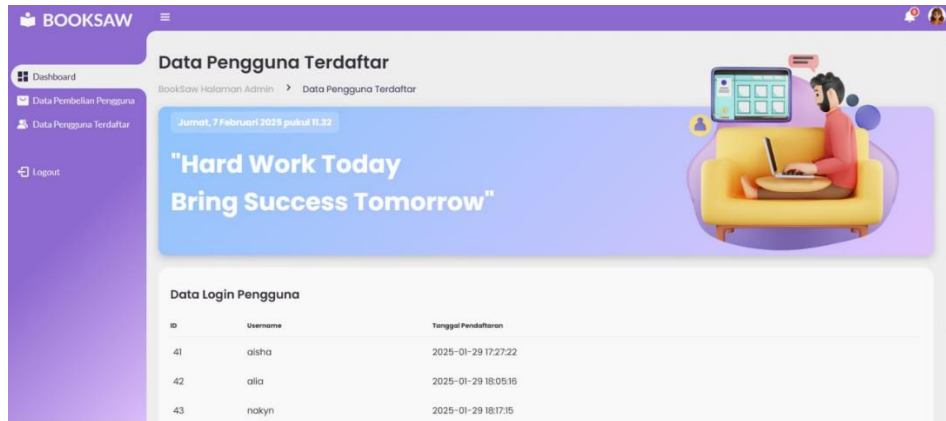 BOOKSAW
Dashboard
Data Pembelian Pengguna
Data Pengguna Terdaftar
Logout
Data Pengguna Terdaftar
BookSaw Halaman Admin > Data Pengguna Terdaftar
Jumat, 7 Februari 2025 pukul 11.32
"Hard Work Today
Bring Success Tomorrow"
Data Login Pengguna
ID Username Tanggal Pendaftaran
41 aisha 2025-01-29 17:27:22
42 alia 2025-01-29 18:05:16
43 nakyn 2025-01-29 18:17:15